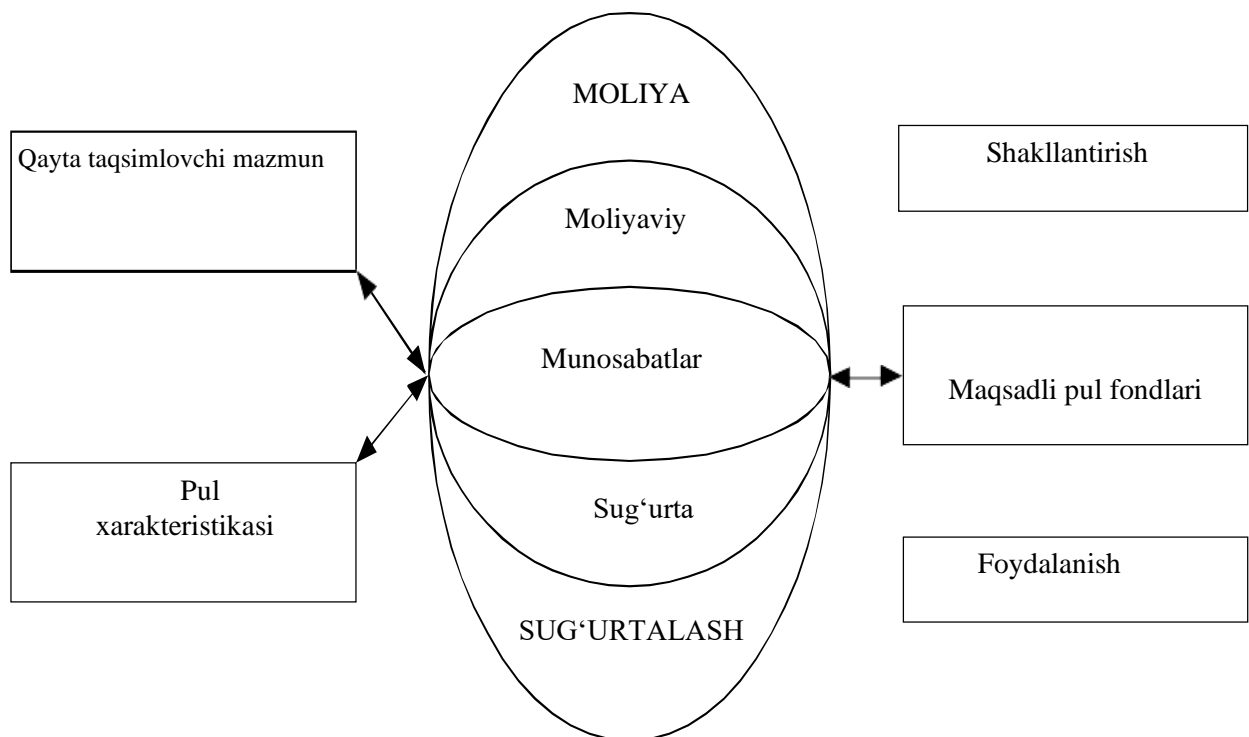 MOLIYA
Qayta taqsimlovchi mazmun
Shakllantirish
Moliyaviy
Munosabatlar
Maqsadli pul fondlari
Pul
xarakteristikasi
Sug‘urta
Foydalanish
SUG‘URTALASH